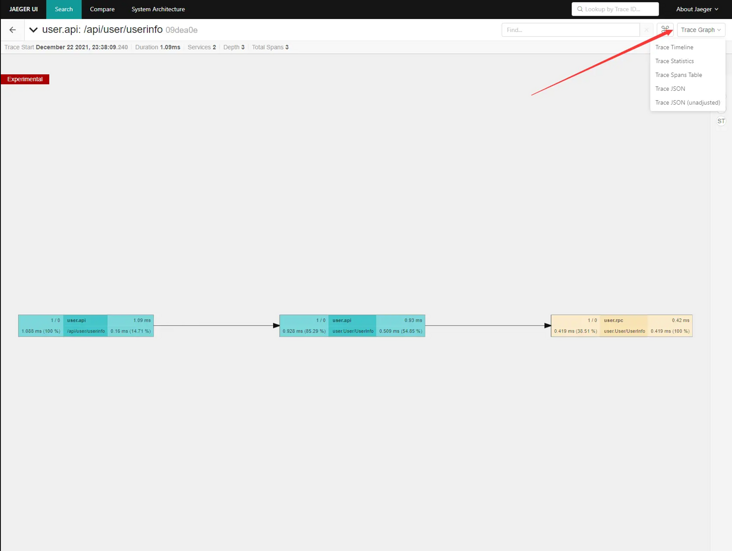 JAEGER UI Search Compare System Architecture Lookup by Trace ID... About Jaeger
user.api: /api/user/userinfo 09dea0e Find... Trace Graph
Trace Start December 22 2021, 23:38:09.240 Duration 1.09ms Services 2 Depth 3 Total Spans 3
Trace Timeline
Trace Statistics
Trace Spans Table
Trace JSON
Trace JSON (unadjusted)
Experimental
ST
1 / 0 user.api 1.09 ms
1.088 ms (100 %) /api/user/userinfo 0.16 ms (14.71 %)
1 / 0 user.api 0.93 ms
0.928 ms (85.29 %) user.User/UserInfo 0.509 ms (54.85 %)
1 / 0 user.rpc 0.42 ms
0.419 ms (38.51 %) user.User/UserInfo 0.419 ms (100 %)